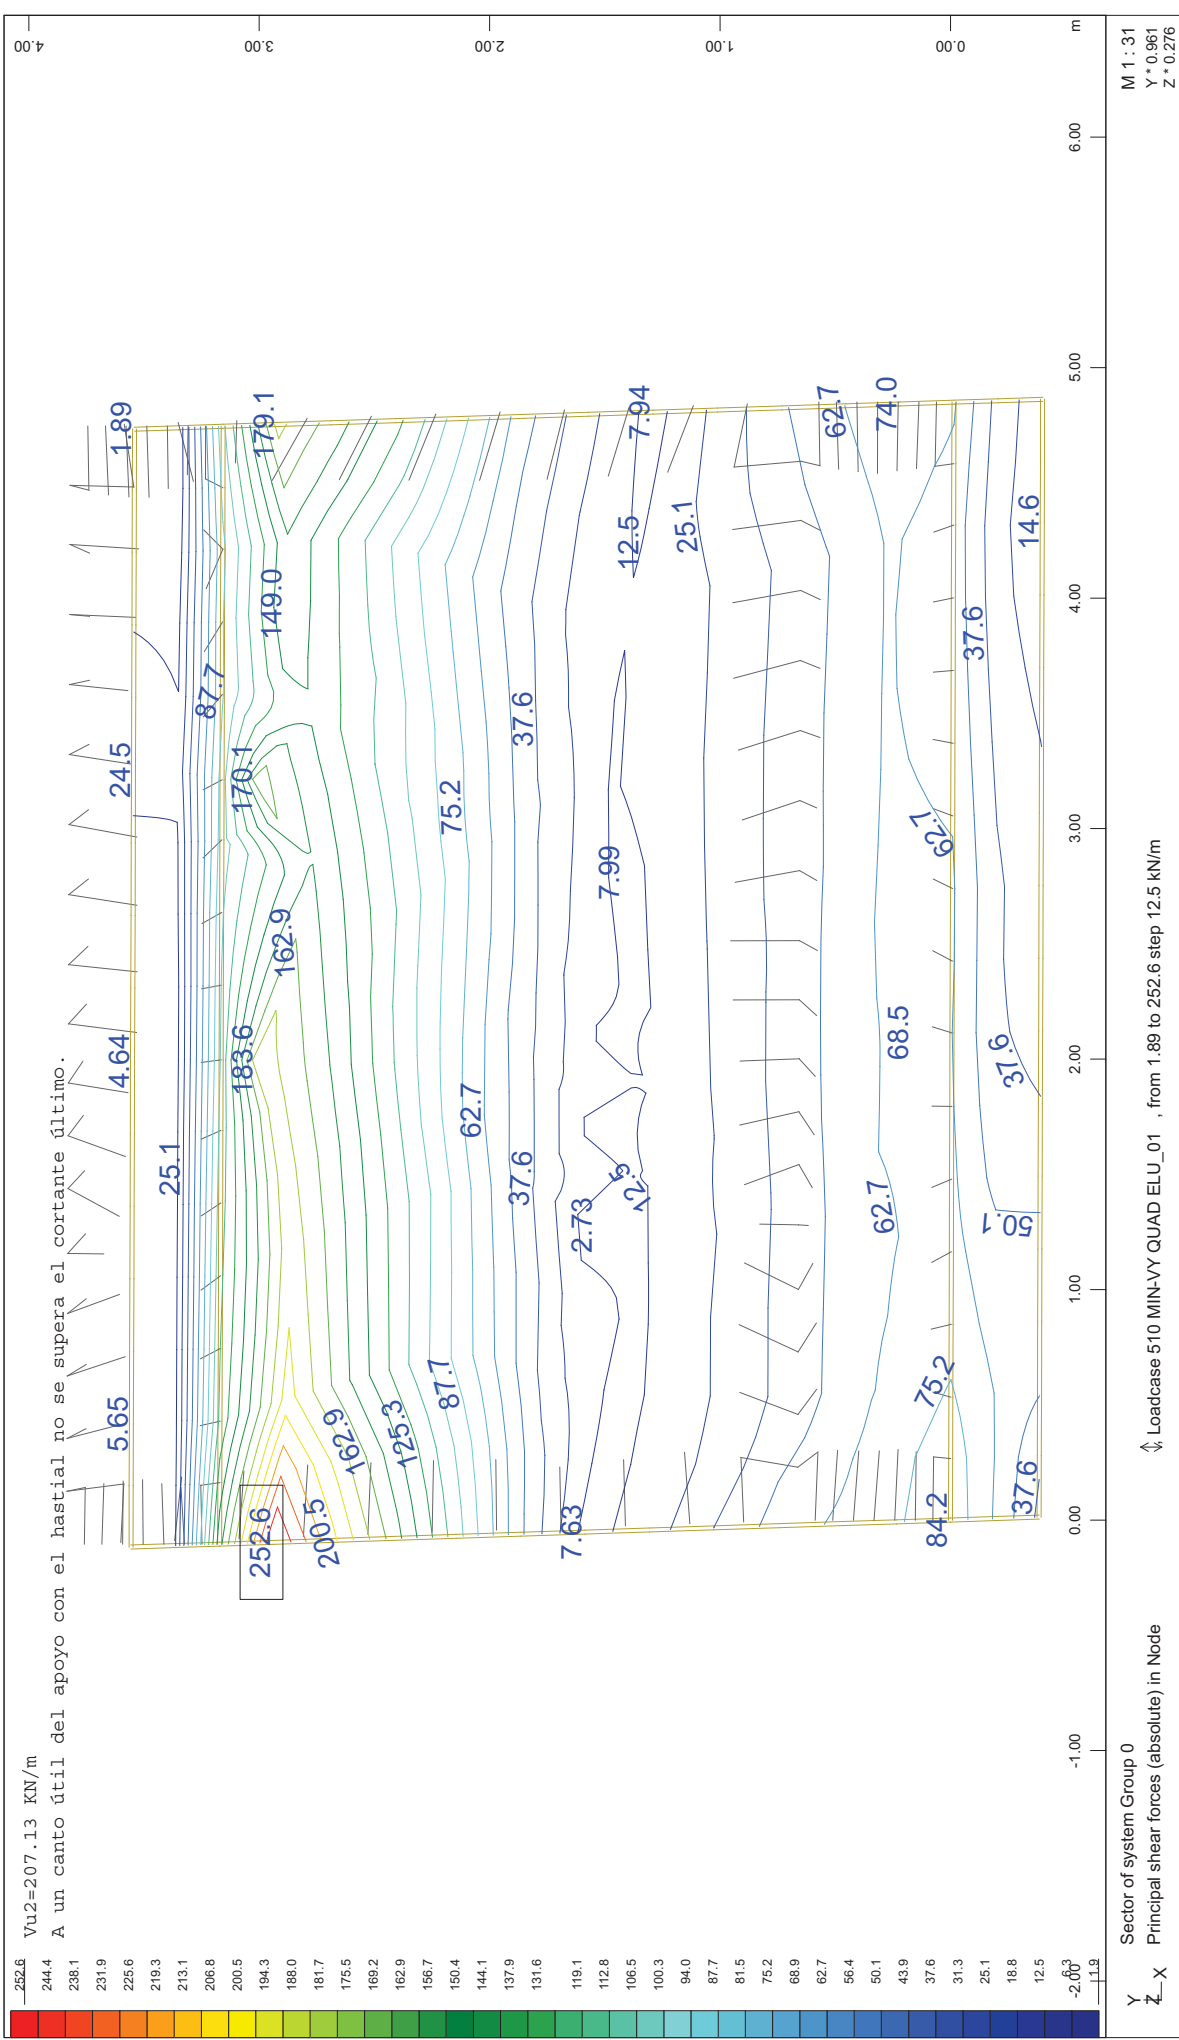 1.9 6.3 12.5 18.8 25.1 31.3 37.6 43.9 50.1 56.4 62.7 68.9 75.2 81.5 87.7 94.0 100.3 106.5 112.8 119.1 131.6 137.9 144.1 150.4 156.7 162.9 169.2 175.5 181.7 188.0 194.3 200.5 206.8 213.1 219.3 225.6 231.9 238.1 244.4 252.6
Vu2=207.13 KN/m
A un canto útil del apoyo con el hastial no se supera el cortante último.
4.00
5.65 4.64 24.5 1.89
25.1
87.7
183.6 170.1
252.6 162.9 149.0 179.1
3.00
200.5 162.9
125.3
87.7 75.2
62.7
2.00
37.6 37.6
7.63 2.73 7.99
12.5 12.5 7.94
25.1
1.00
62.7
62.7 68.5 74.0
84.2 75.2 62.7
0.00
37.6
50.1 37.6
37.6 14.6
-2.00 -1.00 0.00 1.00 2.00 3.00 4.00 5.00 6.00 m
Y
Z X
Sector of system Group 0
Principal shear forces (absolute) in Node
, Loadcase 510 MIN-VY QUAD ELU_01 , from 1.89 to 252.6 step 12.5 kN/m
M 1 : 31
Y * 0.961
Z * 0.276